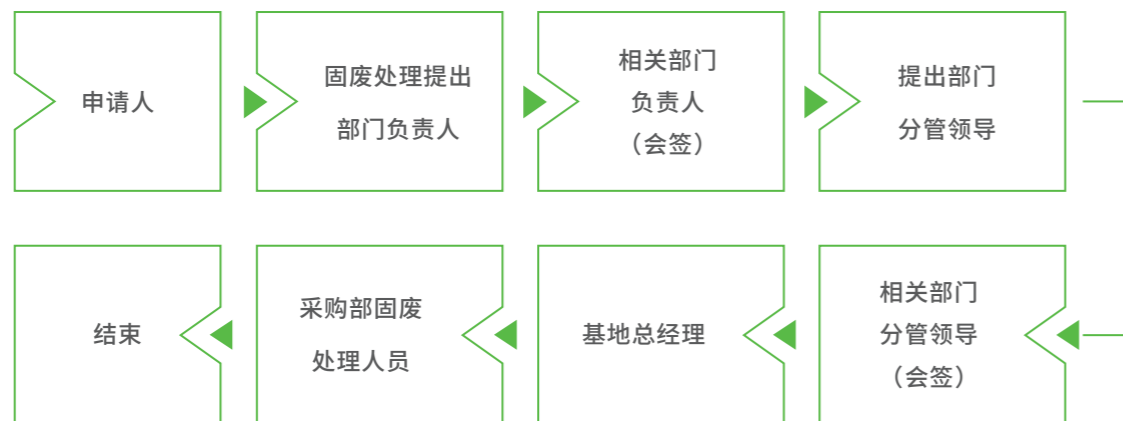 申请人
固废处理提出
部门负责人
相关部门
负责人
（会签）
提出部门
分管领导
相关部门
分管领导
（会签）
基地总经理
采购部固废
处理人员
结束